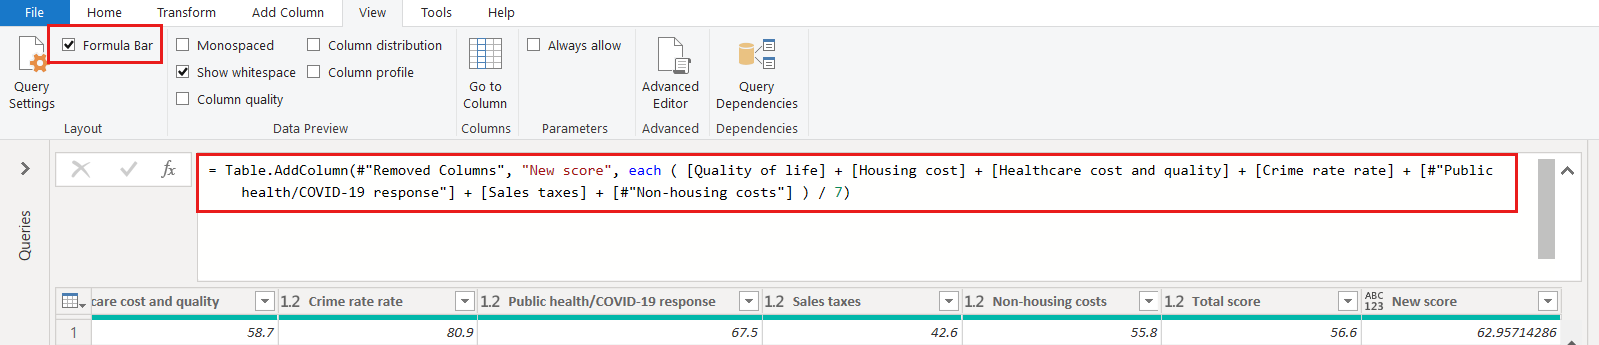 File Home Transform Add Column View Tools Help
Formula Bar
Monospaced
Column distribution
Always allow
Show whitespace
Column profile
Column quality
Query
Settings
Go to
Column
Advanced
Editor
Query
Dependencies
Layout Data Preview Columns Parameters Advanced Dependencies
Queries
fx
= Table.AddColumn(#"Removed Columns", "New score", each ( [Quality of life] + [Housing cost] + [Healthcare cost and quality] + [Crime rate rate] + [#"Public
health/COVID-19 response"] + [Sales taxes] + [#"Non-housing costs"] ) / 7)
care cost and quality 1.2 Crime rate rate 1.2 Public health/COVID-19 response 1.2 Sales taxes 1.2 Non-housing costs 1.2 Total score ABC 123 New score
1 58.7 80.9 67.5 42.6 55.8 56.6 62.95714286